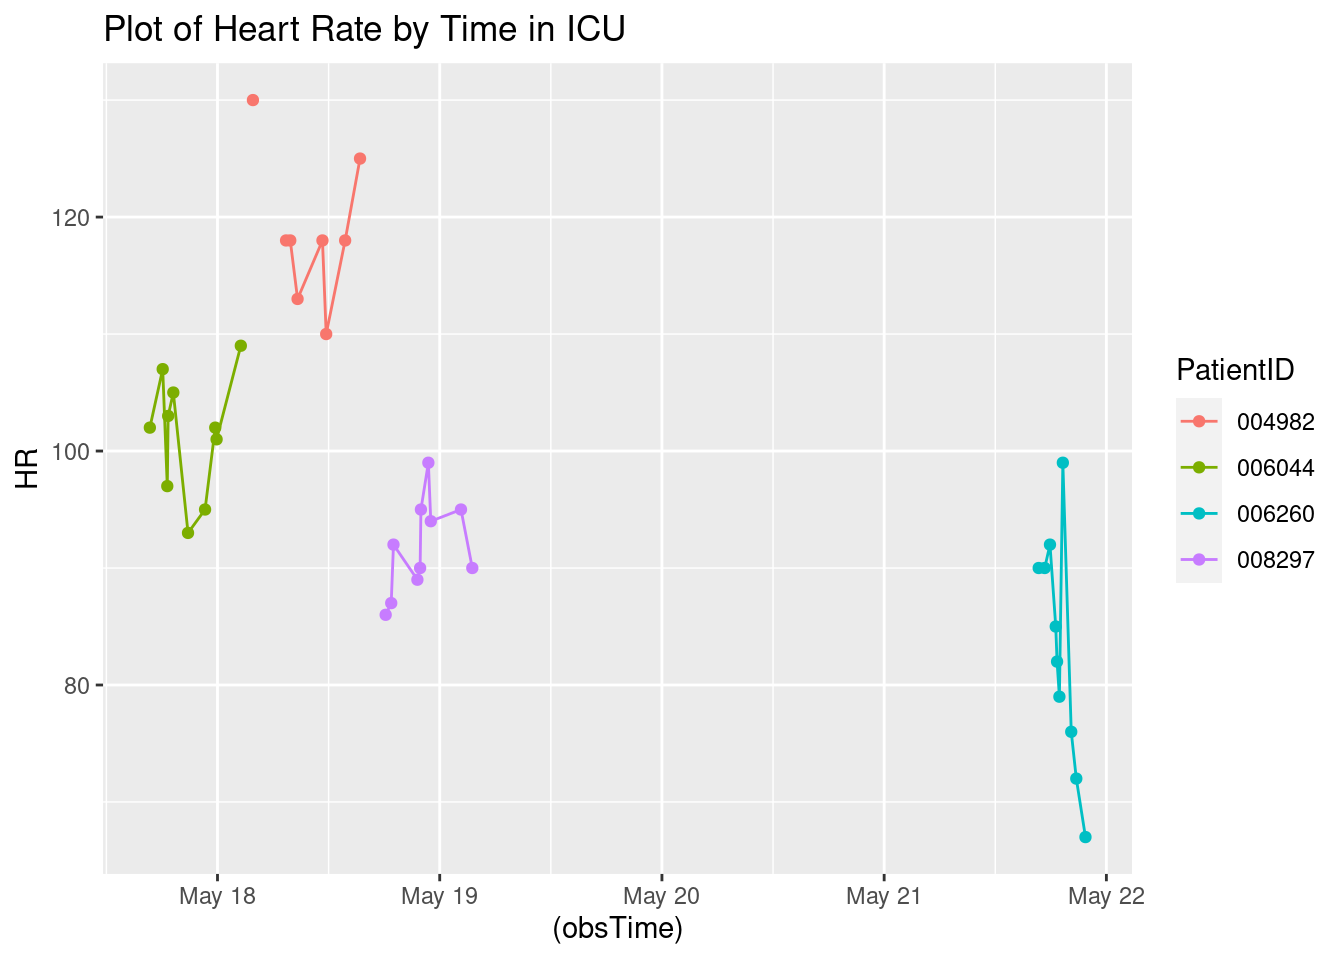 Plot of Heart Rate by Time in ICU
HR
120
100
80
May 18
May 19
May 20
May 21
May 22
(obsTime)
PatientID
004982
006044
006260
008297